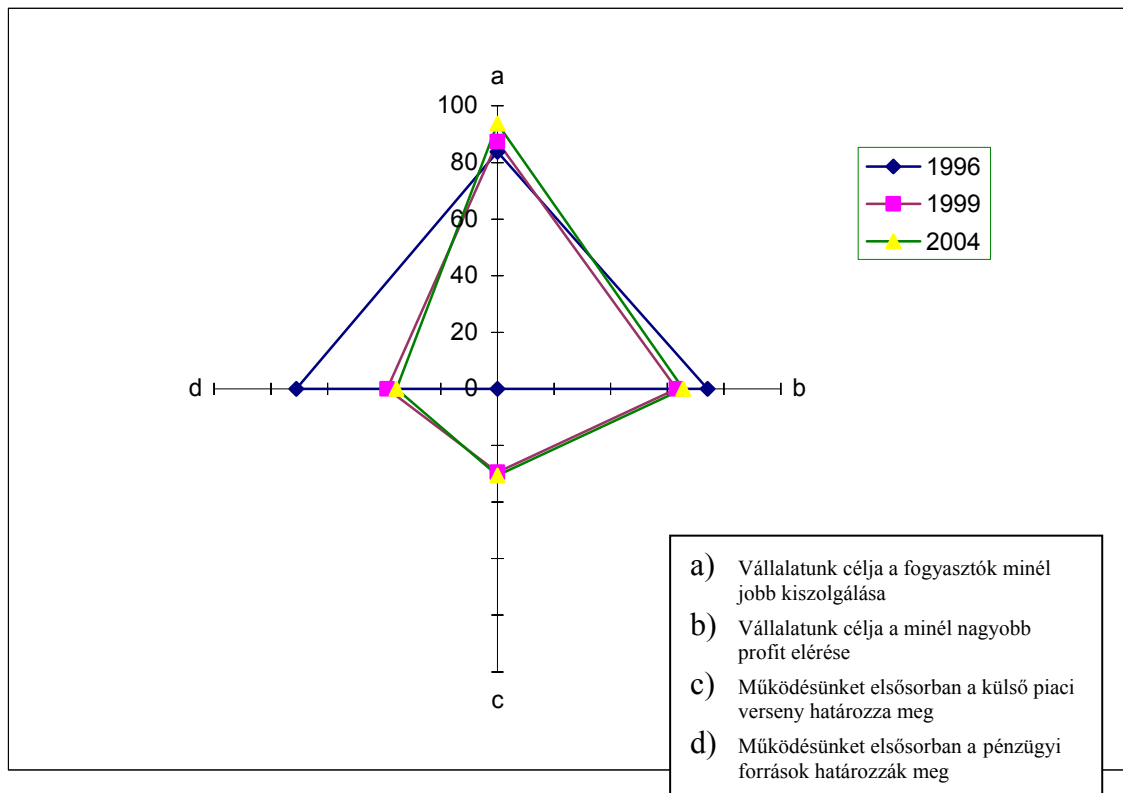 a
100
80
60
40
20
0
d
b
c
1996
1999
2004
a) Vállalatunk célja a fogyasztók minél
jobb kiszolgálása
b) Vállalatunk célja a minél nagyobb
profit elérése
c) Működésünket elsősorban a külső piaci
verseny határozza meg
d) Működésünket elsősorban a pénzügyi
források határozzák meg